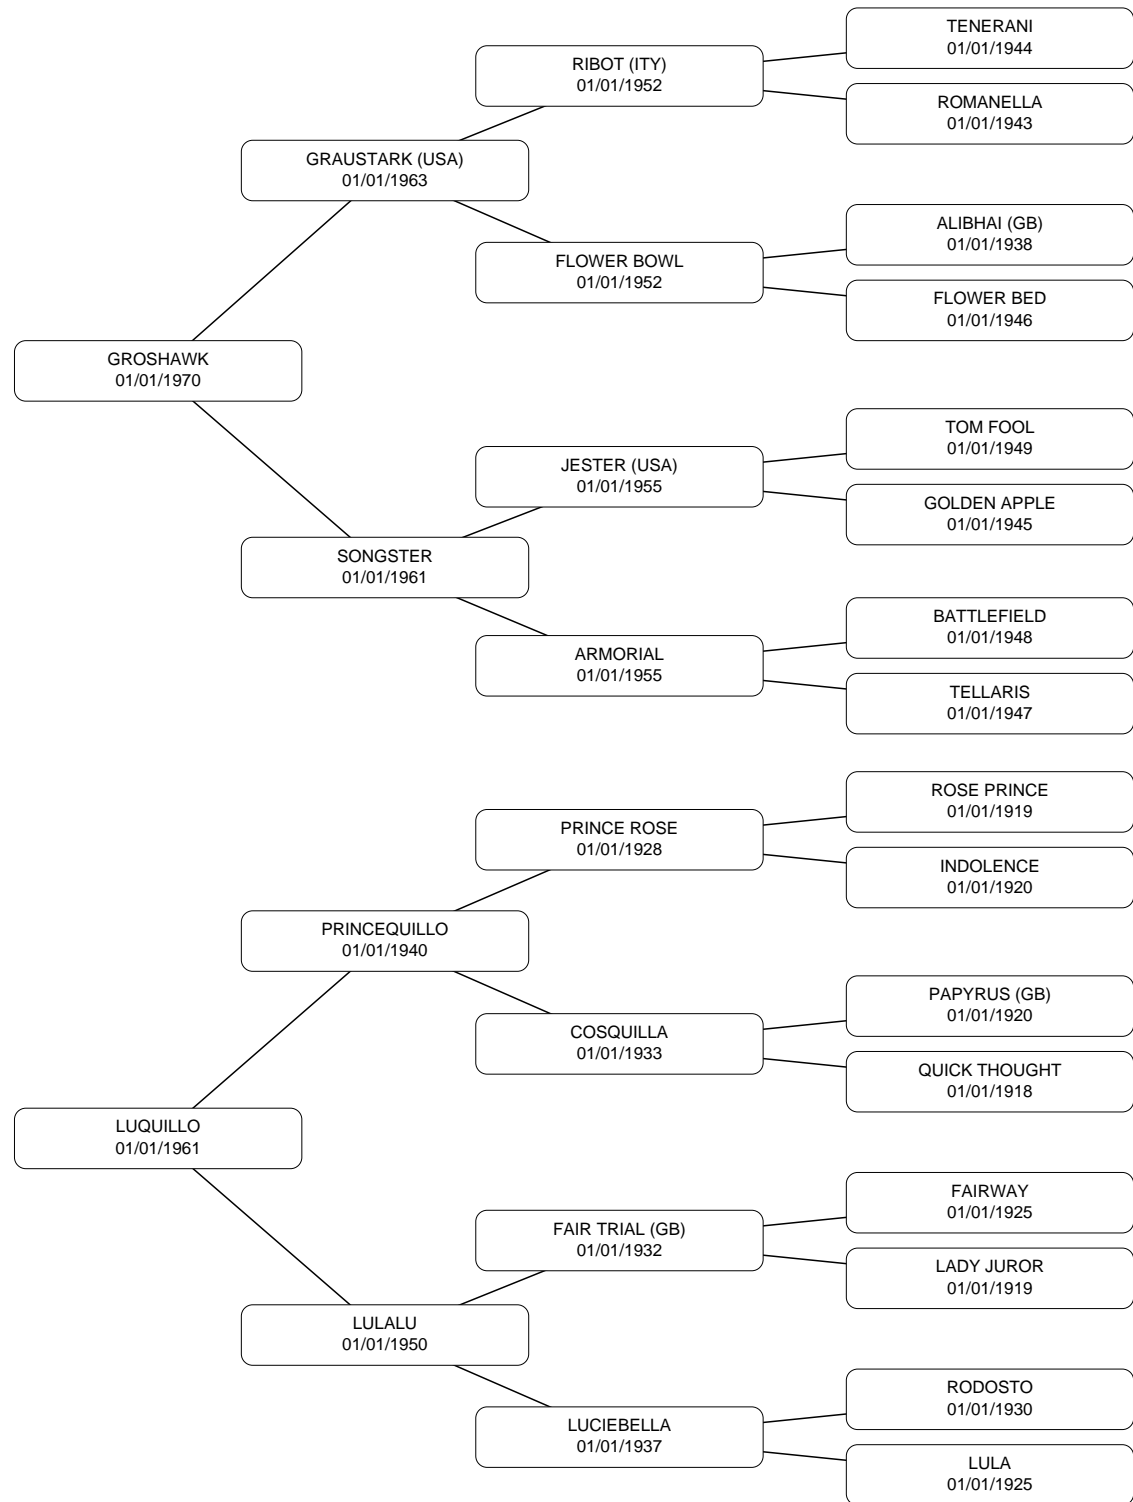 TENERANI
01/01/1944
RIBOT (ITY)
01/01/1952
ROMANELLA
01/01/1943
GRAUSTARK (USA)
01/01/1963
ALIBHAI (GB)
01/01/1938
FLOWER BOWL
01/01/1952
FLOWER BED
01/01/1946
GROSHAWK
01/01/1970
TOM FOOL
01/01/1949
JESTER (USA)
01/01/1955
GOLDEN APPLE
01/01/1945
SONGSTER
01/01/1961
BATTLEFIELD
01/01/1948
ARMORIAL
01/01/1955
TELLARIS
01/01/1947
ROSE PRINCE
01/01/1919
PRINCE ROSE
01/01/1928
INDOLENCE
01/01/1920
PRINCEQUILLO
01/01/1940
PAPYRUS (GB)
01/01/1920
COSQUILLA
01/01/1933
QUICK THOUGHT
01/01/1918
LUQUILLO
01/01/1961
FAIRWAY
01/01/1925
FAIR TRIAL (GB)
01/01/1932
LADY JUROR
01/01/1919
LULALU
01/01/1950
RODOSTO
01/01/1930
LUCIEBELLA
01/01/1937
LULA
01/01/1925